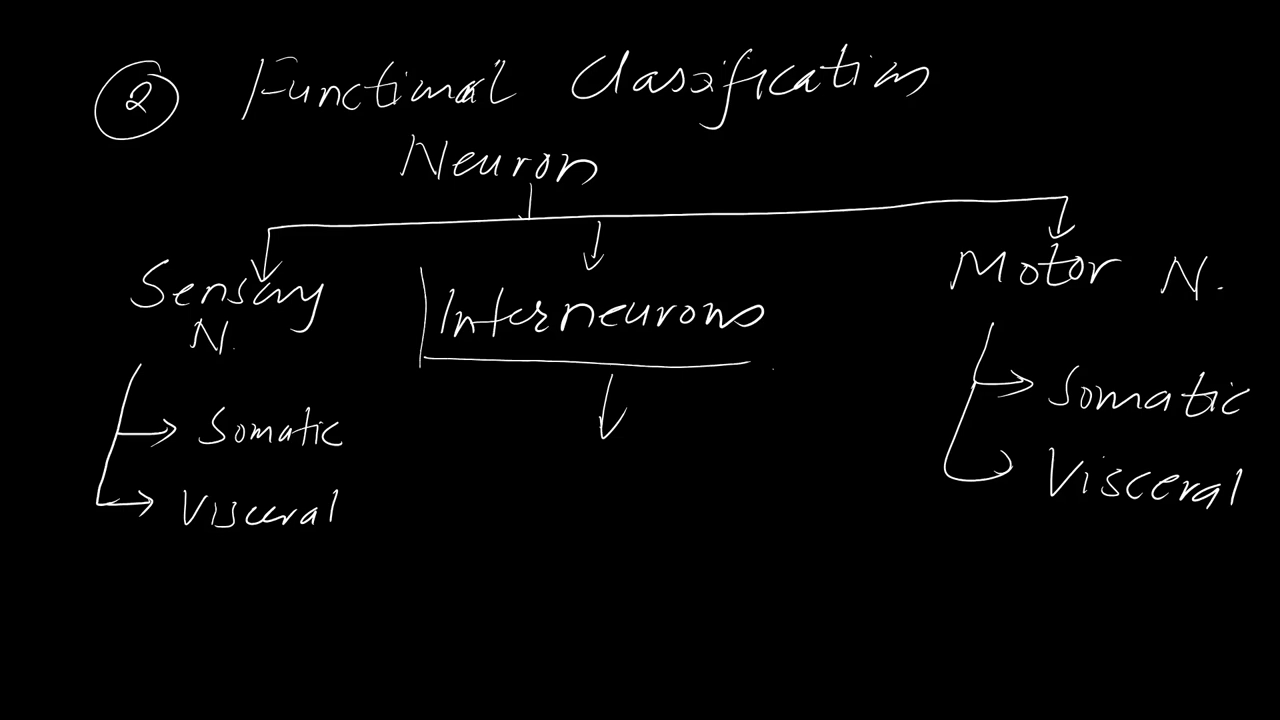 2 Functional Classification
Neuron
Sensory N.
Interneurons
Motor N.
Somatic
Visceral
Somatic
Visceral